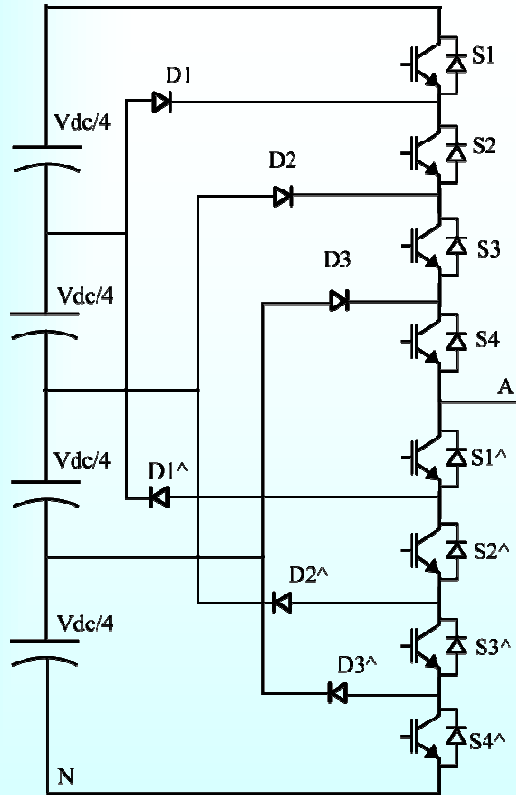 S1
D1
Vdc/4
S2
D2
S3
D3
Vdc/4
S4
A
Vdc/4
D1^
S1^
S2^
D2^
Vdc/4
S3^
D3^
S4^
N